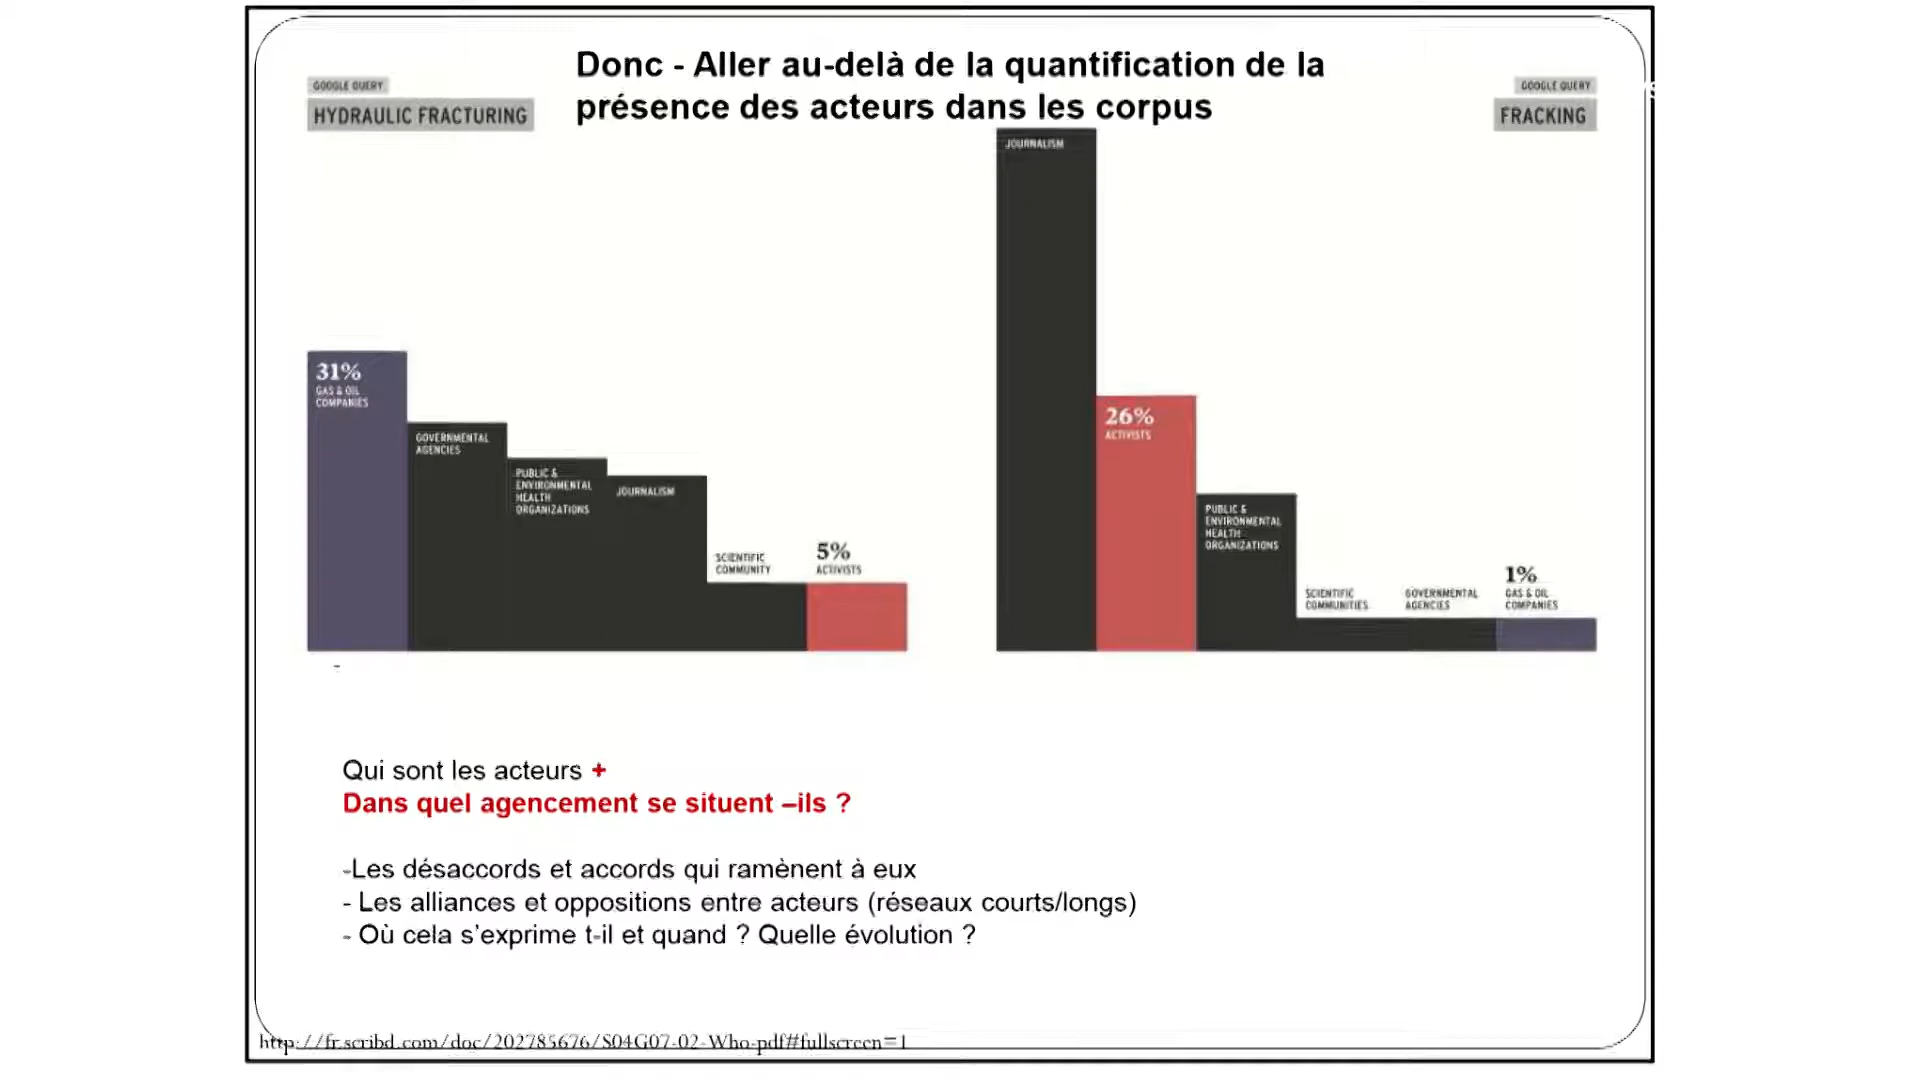 Donc - Aller au-delà de la quantification de la
présence des acteurs dans les corpus
GOOGLE QUERY
HYDRAULIC FRACTURING
31%
GAS & OIL
COMPANIES
GOVERNMENTAL
AGENCIES
PUBLIC &
ENVIRONMENTAL
HEALTH
ORGANIZATIONS
JOURNALISM
SCIENTIFIC
COMMUNITY
5%
ACTIVISTS
GOOGLE QUERY
FRACKING
JOURNALISM
26%
ACTIVISTS
PUBLIC &
ENVIRONMENTAL
HEALTH
ORGANIZATIONS
SCIENTIFIC
COMMUNITIES
GOVERNMENTAL
AGENCIES
1%
GAS & OIL
COMPANIES
Qui sont les acteurs +
Dans quel agencement se situent –ils ?
-Les désaccords et accords qui ramènent à eux
- Les alliances et oppositions entre acteurs (réseaux courts/longs)
- Où cela s'exprime t-il et quand ? Quelle évolution ?
http://fr.scribd.com/doc/202785676/S04G07-02-Who-pdf#fullscreen=1